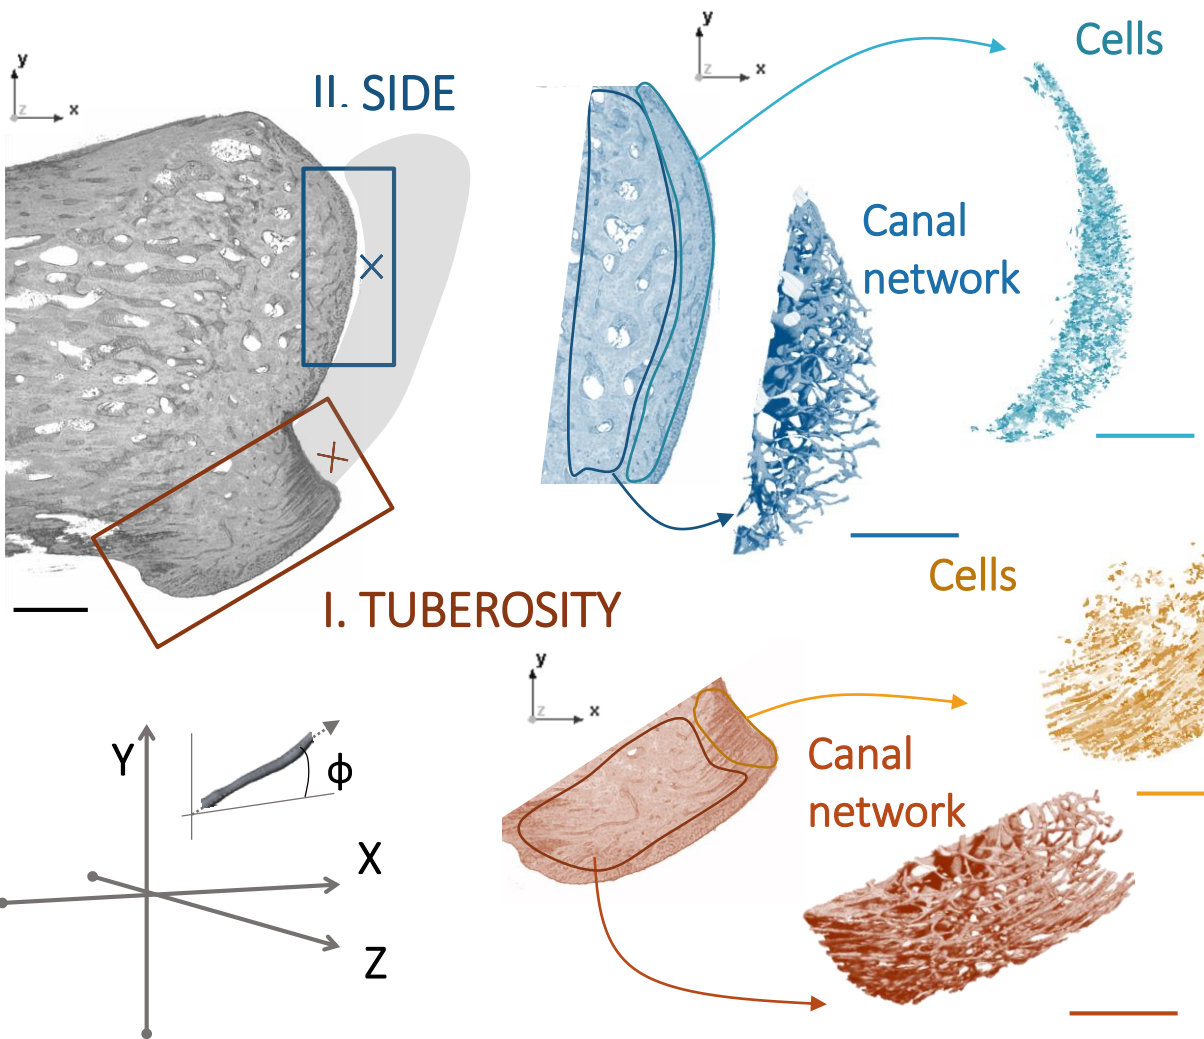 y
z
x
II. SIDE
y
z
x
Cells
Canal
network
Cells
I. TUBEROSITY
y
z
x
Canal
network
Y
ϕ
X
Z